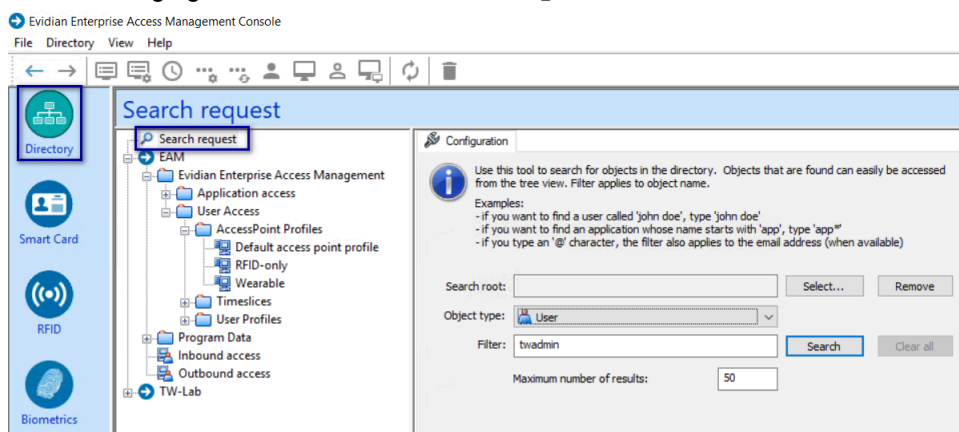 Evidian Enterprise Access Management Console
File Directory View Help
Search request
Directory
Smart Card
RFID
Biometrics
Search request
EAM
Evidian Enterprise Access Management
Application access
User Access
AccessPoint Profiles
Default access point profile
RFID-only
Wearable
Timeslices
User Profiles
Program Data
Inbound access
Outbound access
TW-Lab
Configuration
Use this tool to search for objects in the directory. Objects that are found can easily be accessed
from the tree view. Filter applies to object name.
Examples:
- if you want to find a user called 'john doe', type 'john doe'
- if you want to find an application whose name starts with 'app', type 'app*'
- if you type an '@' character, the filter also applies to the email address (when available)
Search root: Select... Remove
Object type: User
Filter: twadmin Search Clear all
Maximum number of results: 50